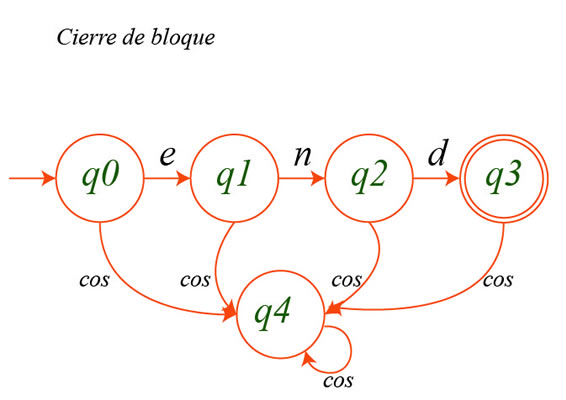 Cierre de bloque
e n d
q0 q1 q2 q3
cos cos cos cos
q4
cos